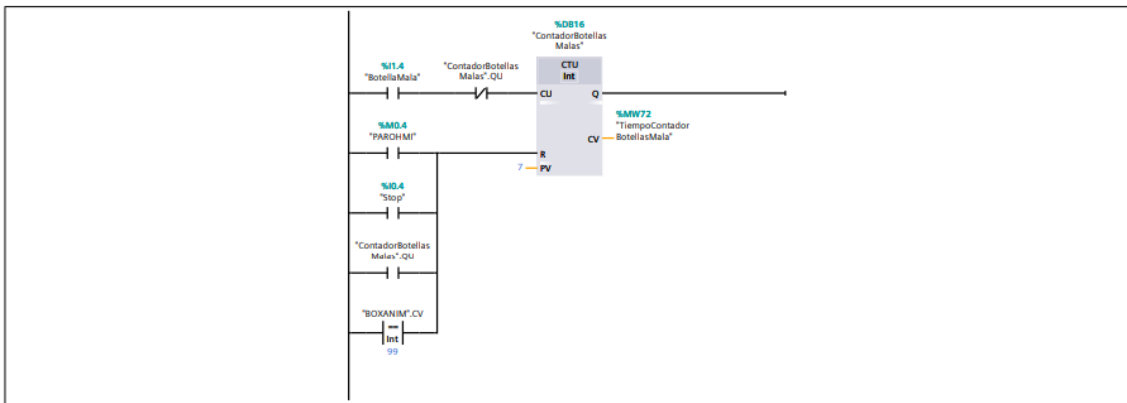 %DB16
"ContadorBotellas
Malas"
%I1.4
"BotellaMala"
"ContadorBotellas
Malas".QU
CTU
Int
CU
Q
%MW72
"TiempoContador
BotellasMala"
CV
%M0.4
"PAROHMI"
R
7
PV
%I0.4
"Stop"
"ContadorBotellas
Malas".QU
"BOXANIM".CV
==
Int
99